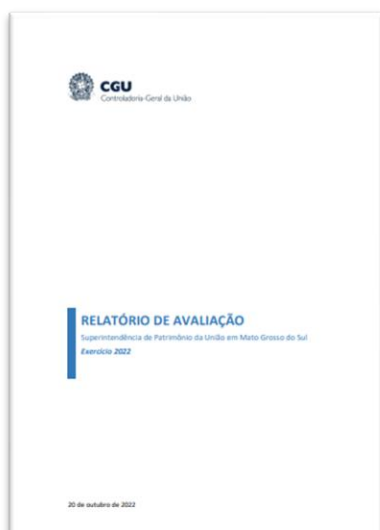 CGU
Controladoria-Geral da União
RELATÓRIO DE AVALIAÇÃO
Superintendência de Patrimônio da União em Mato Grosso do Sul
Exercício 2022
20 de outubro de 2022